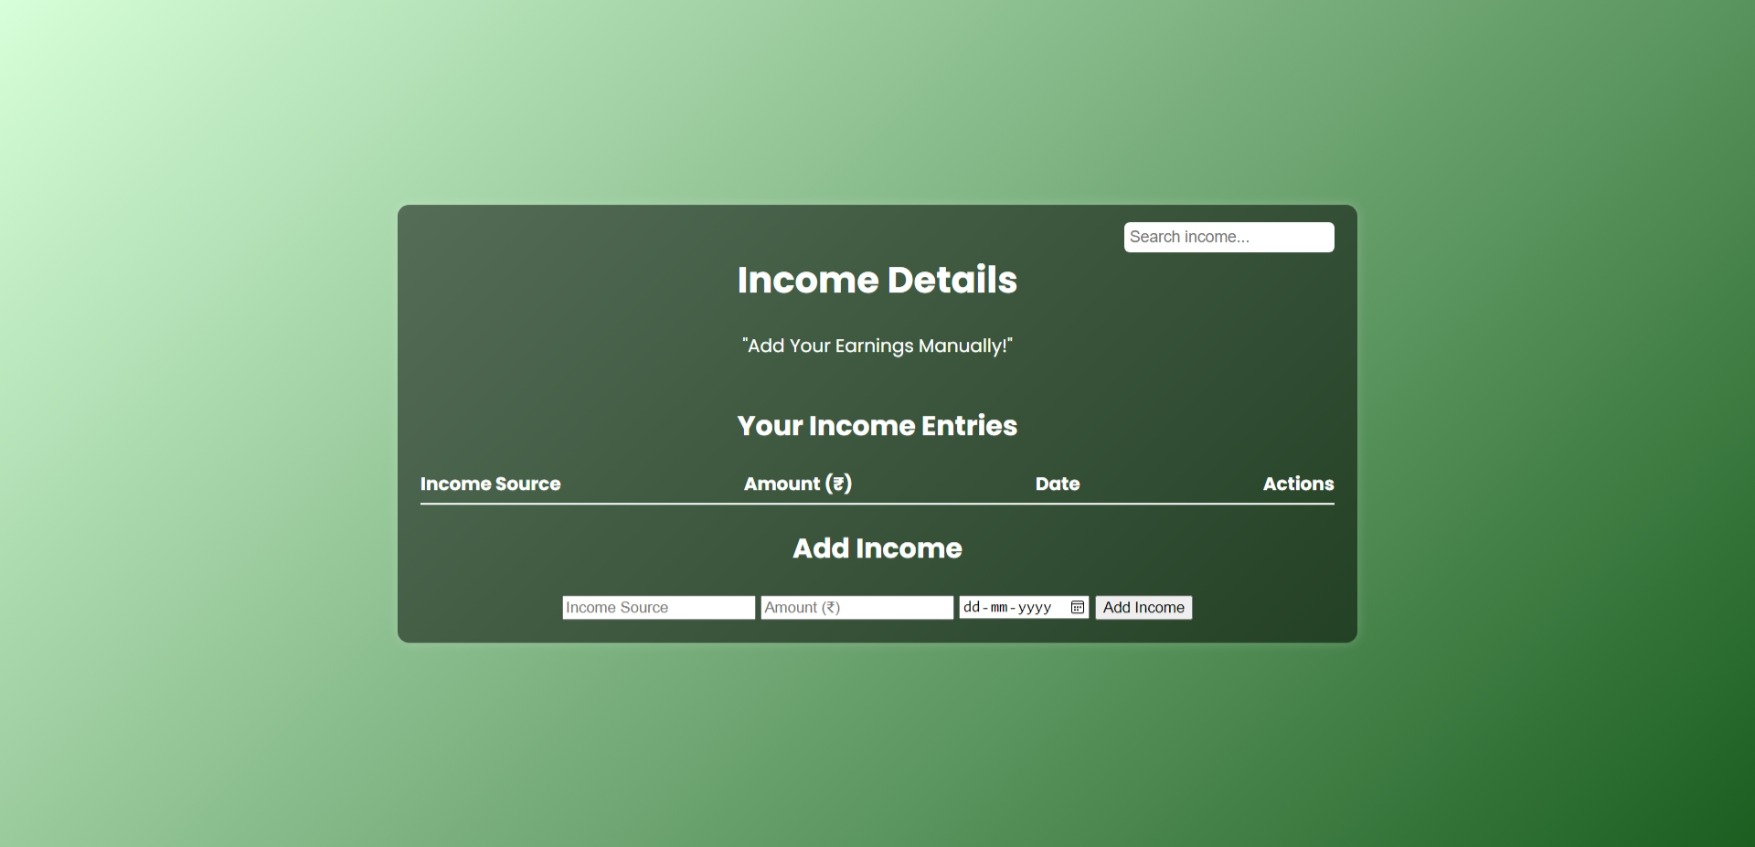 Search income...
Income Details
"Add Your Earnings Manually!"
Your Income Entries
Income Source Amount (₹) Date Actions
Add Income
Income Source Amount (₹) dd-mm-yyyy Add Income